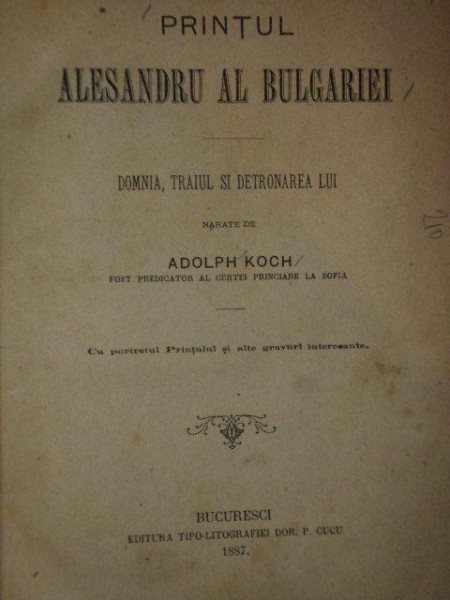 PRINȚUL
ALESANDRU AL BULGARIEI
DOMNIA, TRAIUL SI DETRONAREA LUI
NARATE DE
ADOLPH KOCH
FOST PREDICATOR AL CURTEI PRINCIARE LA SOFIA
Cu portretul Prințului și alte gravuri interesante.
BUCURESCI
EDITURA TIPO-LITOGRAFIEI DOR. P. CUCU
1887.